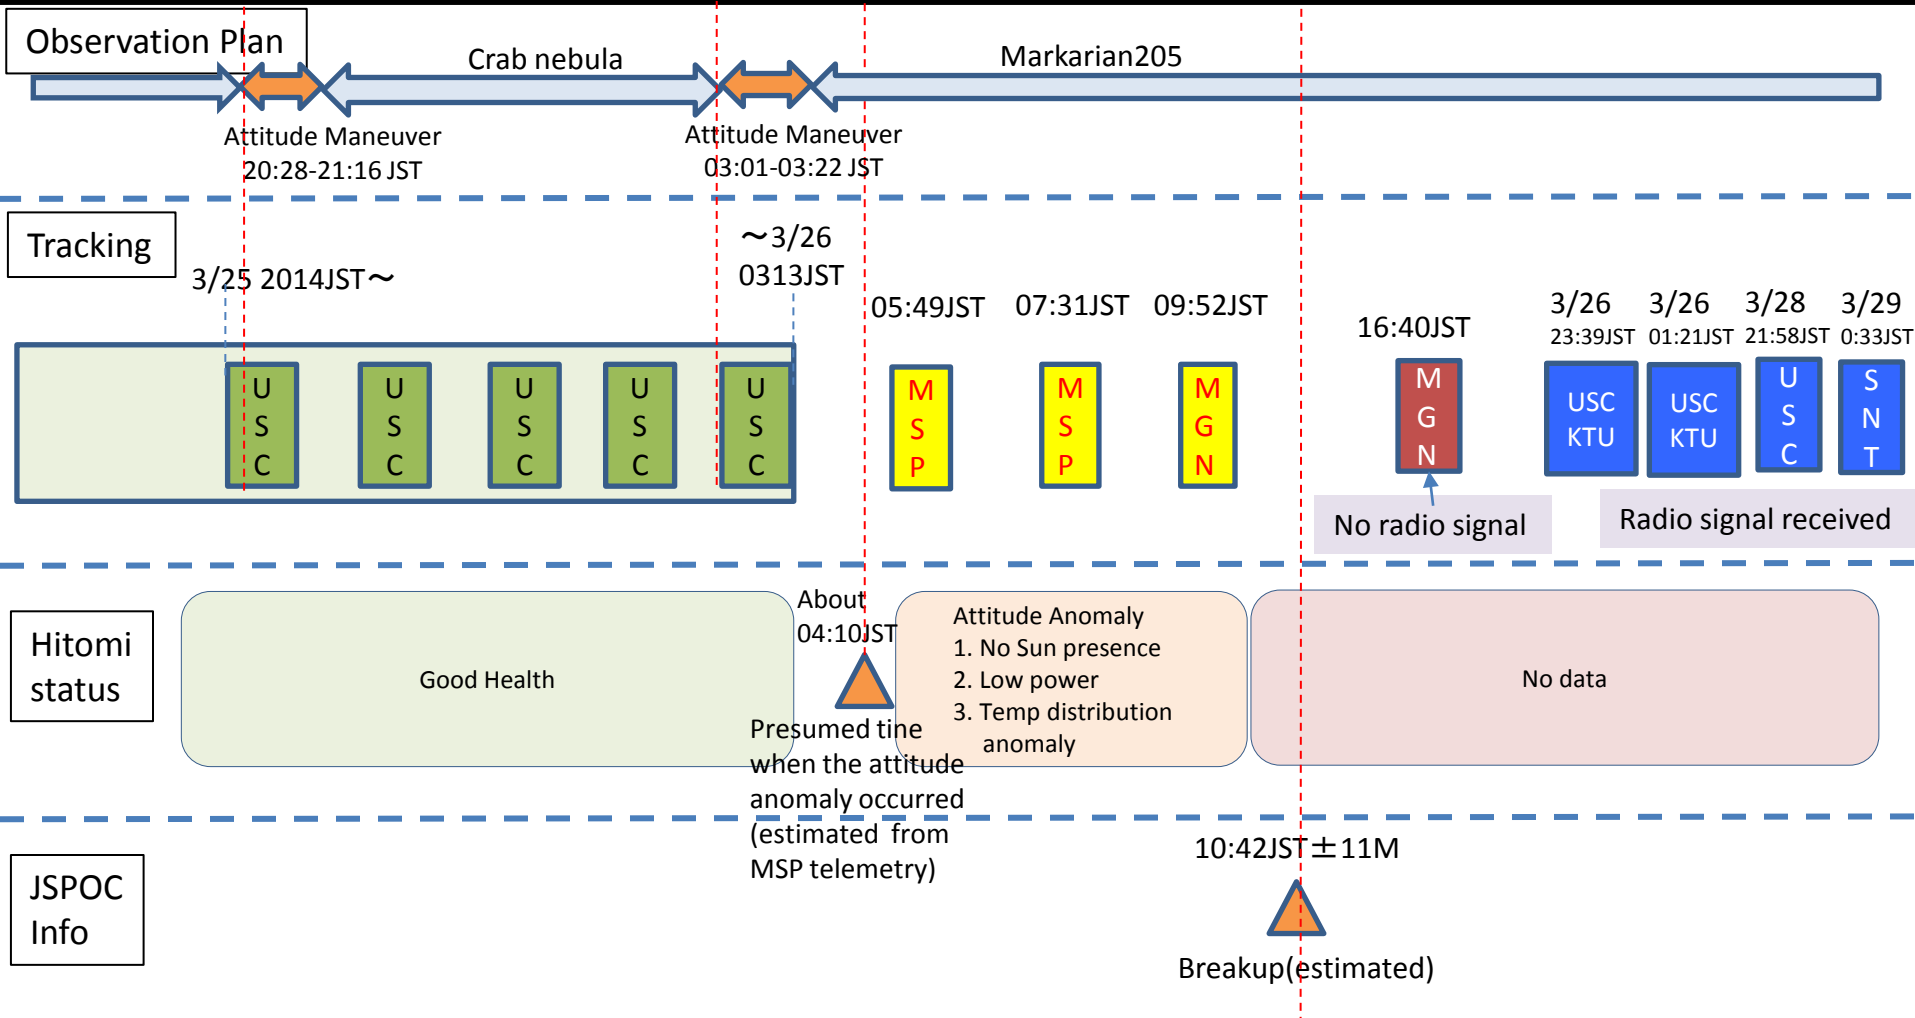 Observation Plan
Crab nebula
Markarian205
Attitude Maneuver
20:28-21:16 JST
Attitude Maneuver
03:01-03:22 JST
Tracking
3/25 2014JST～
～3/26
0313JST
05:49JST
07:31JST
09:52JST
16:40JST
3/26
23:39JST
3/26
01:21JST
3/28
21:58JST
3/29
0:33JST
U
S
C
U
S
C
U
S
C
U
S
C
U
S
C
M
S
P
M
S
P
M
G
N
M
G
N
USC
KTU
USC
KTU
U
S
C
S
N
T
No radio signal
Radio signal received
Hitomi
status
Good Health
About
04:10JST
Presumed tine
when the attitude
anomaly occurred
(estimated from
MSP telemetry)
Attitude Anomaly
1. No Sun presence
2. Low power
3. Temp distribution
anomaly
No data
JSPOC
Info
10:42JST±11M
Breakup(estimated)